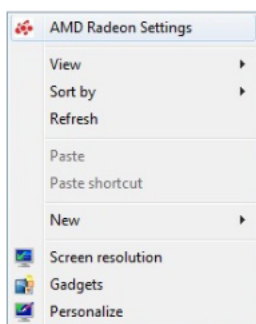 AMD Radeon Settings
View
Sort by
Refresh
Paste
Paste shortcut
New
Screen resolution
Gadgets
Personalize